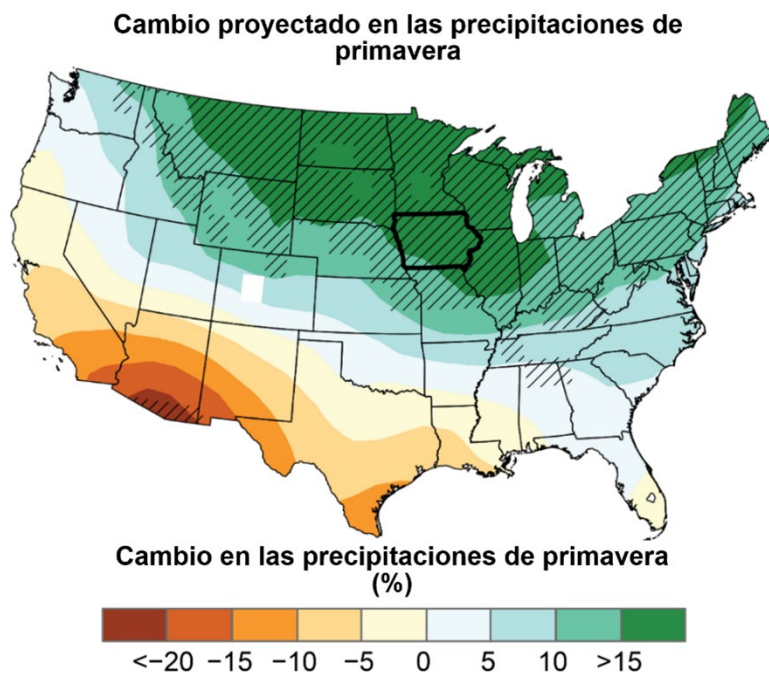 Cambio proyectado en las precipitaciones de
primavera
Cambio en las precipitaciones de primavera
(%)
<−20 −15 −10 −5 0 5 10 >15